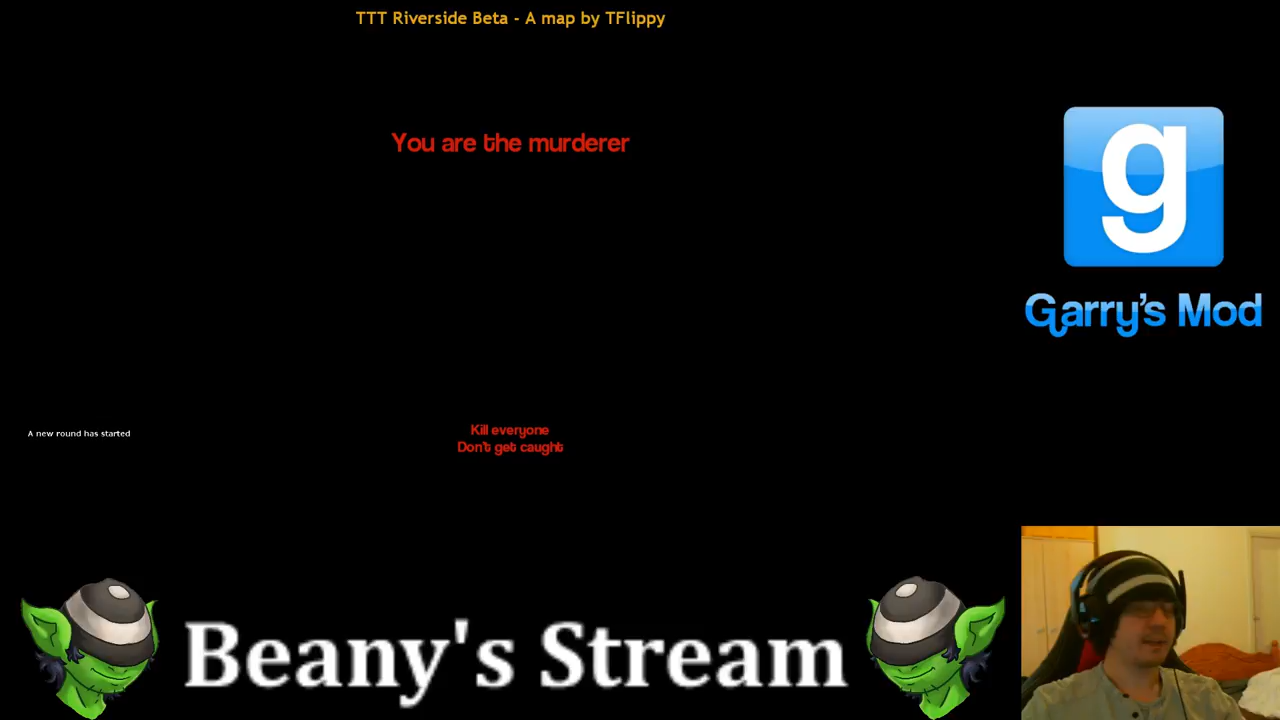 TTT Riverside Beta - A map by TFlippy
You are the murderer
g
Garry's Mod
A new round has started
Kill everyone
Don't get caught
Beany's Stream